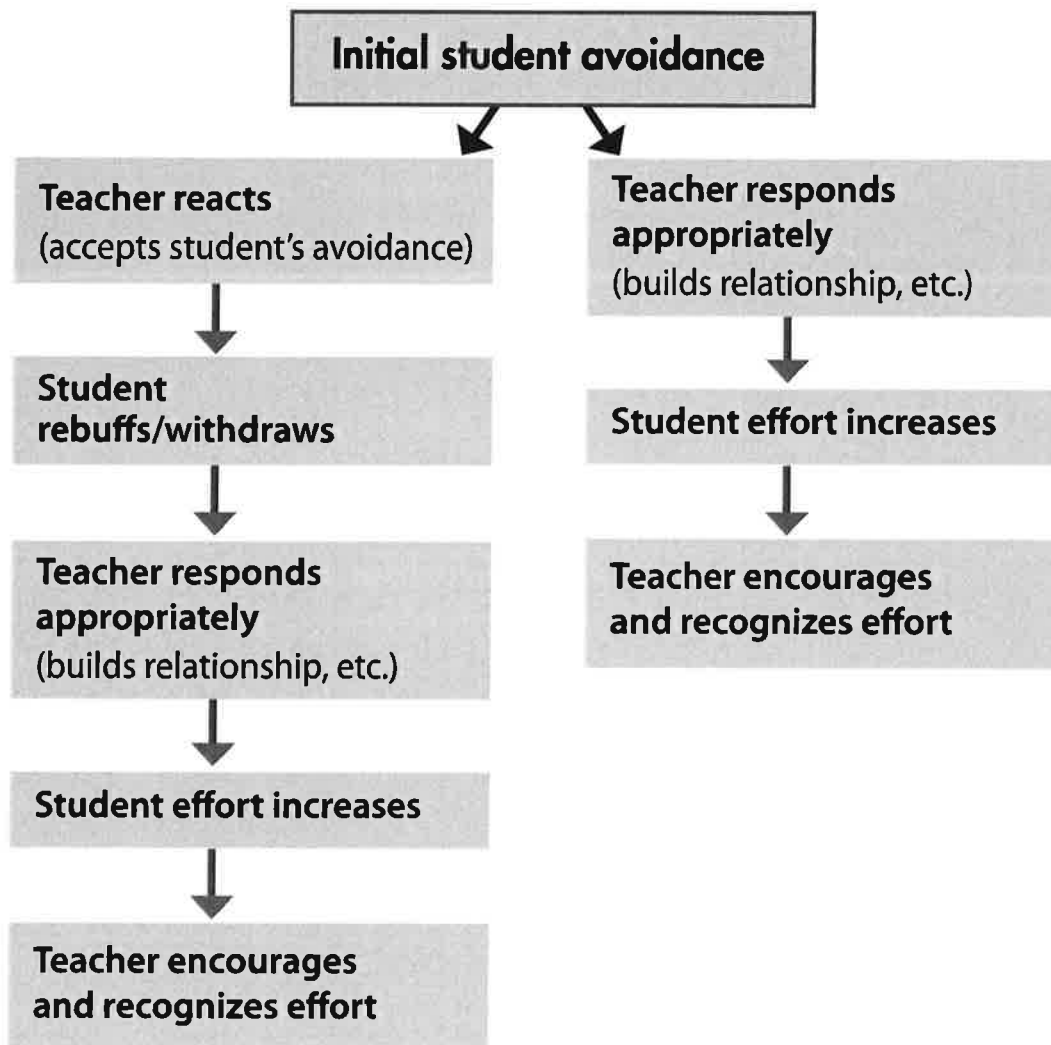 Initial student avoidance
Teacher reacts
(accepts student's avoidance)
Student
rebuffs/withdraws
Teacher responds
appropriately
(builds relationship, etc.)
Student effort increases
Teacher encourages
and recognizes effort
Teacher responds
appropriately
(builds relationship, etc.)
Student effort increases
Teacher encourages
and recognizes effort